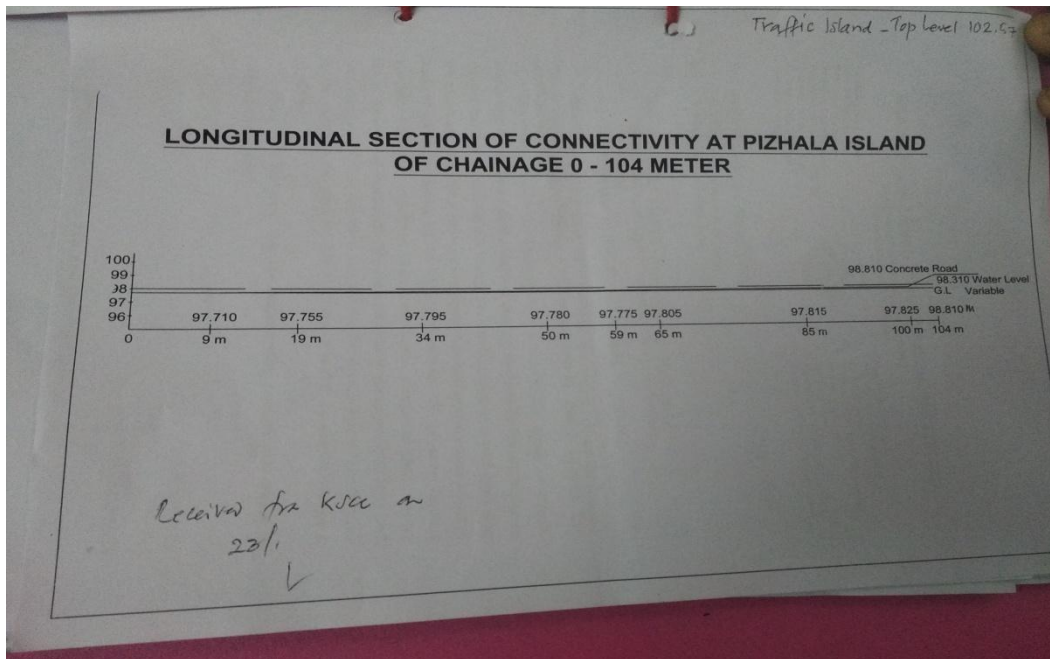 Traffic Island - Top Level 102.57
LONGITUDINAL SECTION OF CONNECTIVITY AT PIZHALA ISLAND
OF CHAINAGE 0 - 104 METER
100
99
98
97
96
98.810 Concrete Road
98.310 Water Level
G.L Variable
97.710 97.755 97.795 97.780 97.775 97.805 97.815 97.825 98.810
0 9 m 19 m 34 m 50 m 59 m 65 m 85 m 100 m 104 m
Received on
23/.